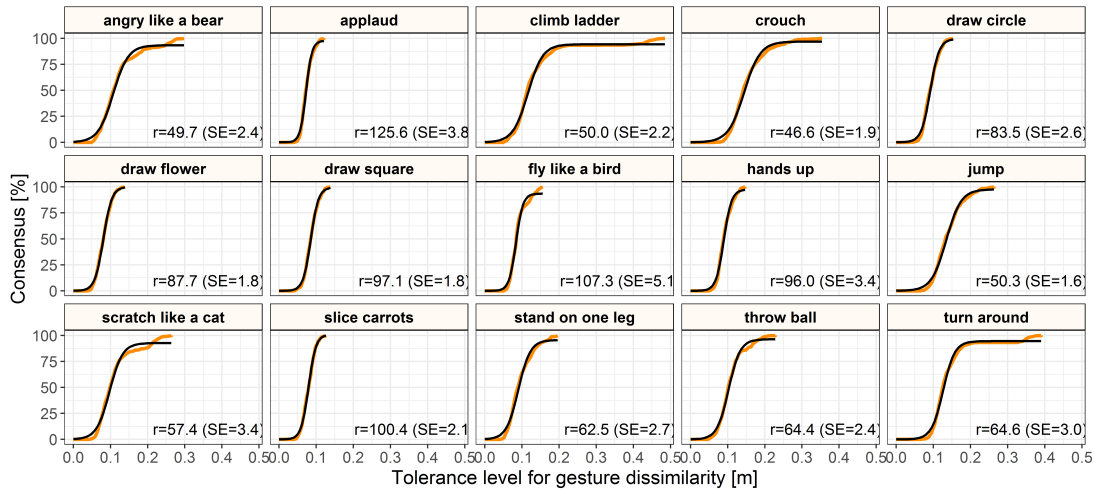 angry like a bear applaud climb ladder crouch draw circle
100
75
50
25
0
r=49.7 (SE=2.4) r=125.6 (SE=3.8 r=50.0 (SE=2.2) r=46.6 (SE=1.9) r=83.5 (SE=2.6)
draw flower draw square fly like a bird hands up jump
100
75
50
25
0
r=87.7 (SE=1.8) r=97.1 (SE=1.8) r=107.3 (SE=5.1 r=96.0 (SE=3.4) r=50.3 (SE=1.6)
Consensus [%]
scratch like a cat slice carrots stand on one leg throw ball turn around
100
75
50
25
0
r=57.4 (SE=3.4) r=100.4 (SE=2.1 r=62.5 (SE=2.7) r=64.4 (SE=2.4) r=64.6 (SE=3.0)
0.0 0.1 0.2 0.3 0.4 0.5 0.0 0.1 0.2 0.3 0.4 0.5 0.0 0.1 0.2 0.3 0.4 0.5 0.0 0.1 0.2 0.3 0.4 0.5 0.0 0.1 0.2 0.3 0.4 0.5
Tolerance level for gesture dissimilarity [m]